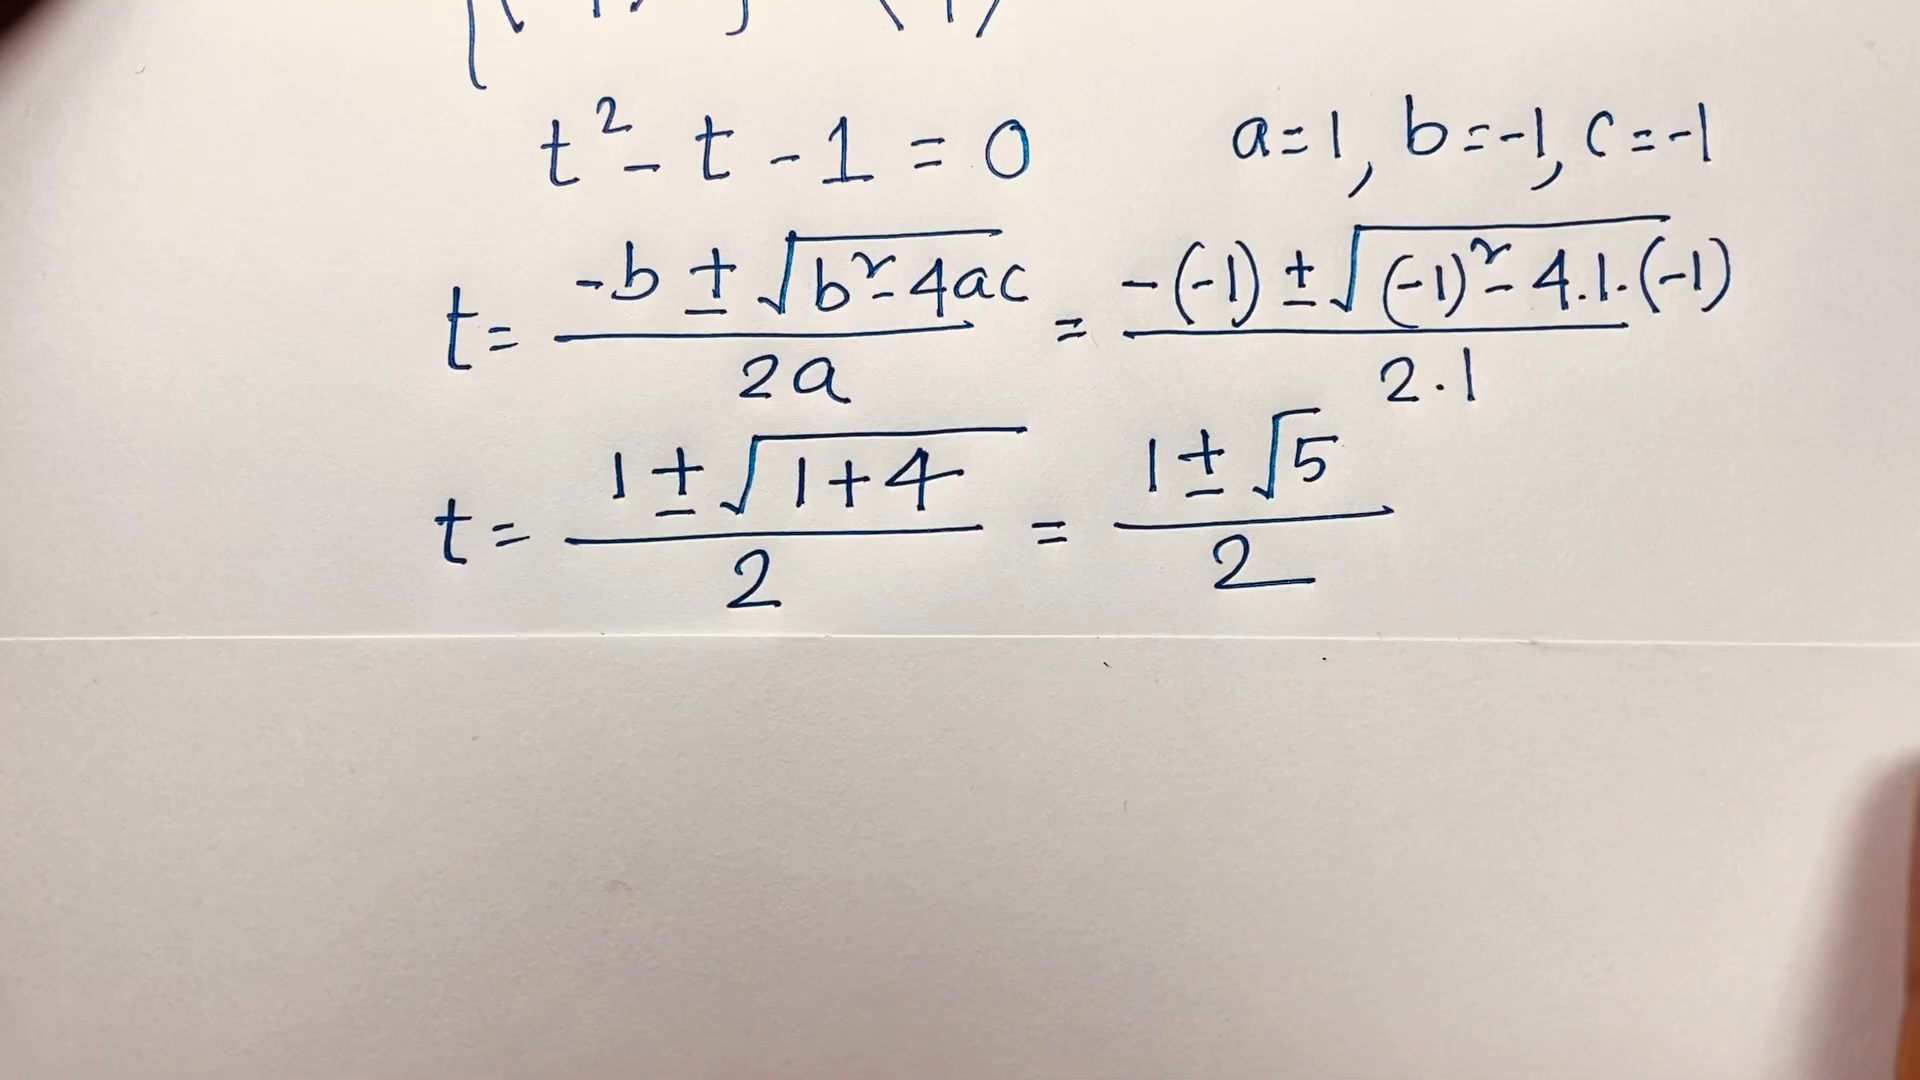 t² - t - 1 = 0    a=1, b=-1, c=-1
t = (-b ± √(b² - 4ac)) / 2a = (-(-1) ± √((-1)² - 4.1.(-1))) / 2·1
t = (1 ± √(1+4)) / 2 = (1 ± √5) / 2